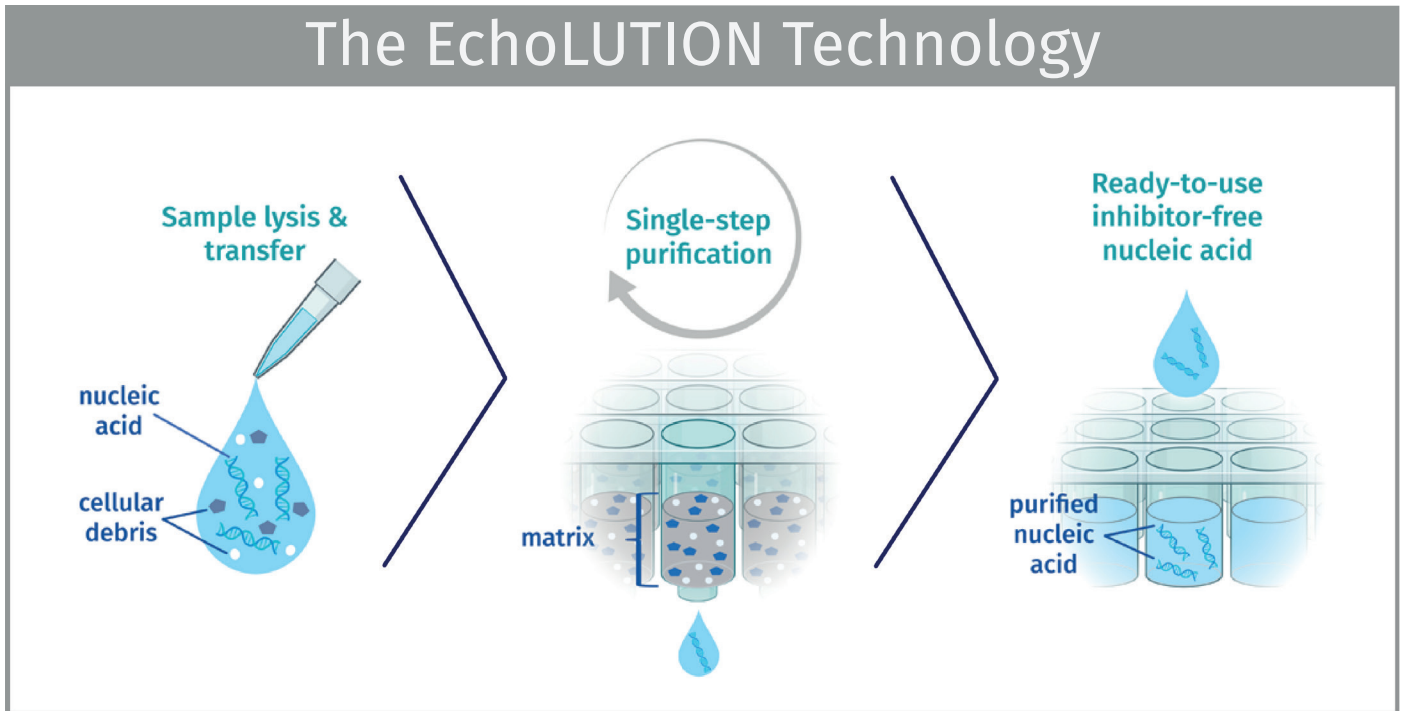 The EchoLUTION Technology
Sample lysis &
transfer
nucleic
acid
cellular
debris
Single-step
purification
matrix
Ready-to-use
inhibitor-free
nucleic acid
purified
nucleic
acid